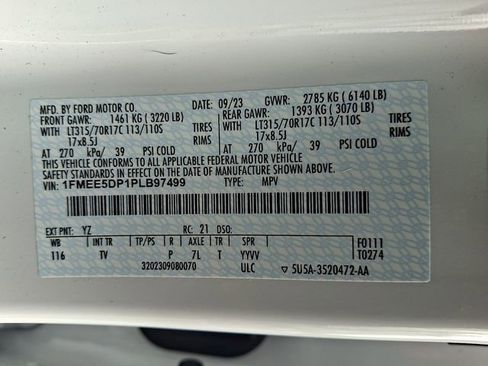 MFD. BY FORD MOTOR CO. 09/23 GVWR: 2785 KG ( 6140 LB)
FRONT GAWR: 1461 KG ( 3220 LB) REAR GAWR: 1393 KG ( 3070 LB)
WITH LT315/70R17C 113/110S TIRES WITH LT315/70R17C 113/110S TIRES
17x8.5J RIMS 17x8.5J RIMS
AT 270 kPa/ 39 PSI COLD AT 270 kPa/ 39 PSI COLD
THIS VEHICLE CONFORMS TO ALL APPLICABLE FEDERAL MOTOR VEHICLE
SAFETY STANDARDS IN EFFECT ON THE DATE OF MANUFACTURE SHOWN ABOVE.
VIN: 1FMEE5DP1PLB97499 TYPE: MPV
EXT PNT: YZ RC: 21 DSO:
WB INT TR TP/PS R AXLE TR SPR F0111
116 TV P 7L T YYVV T0274
3202309080070 ULC ▽ 5U5A-3520472-AA